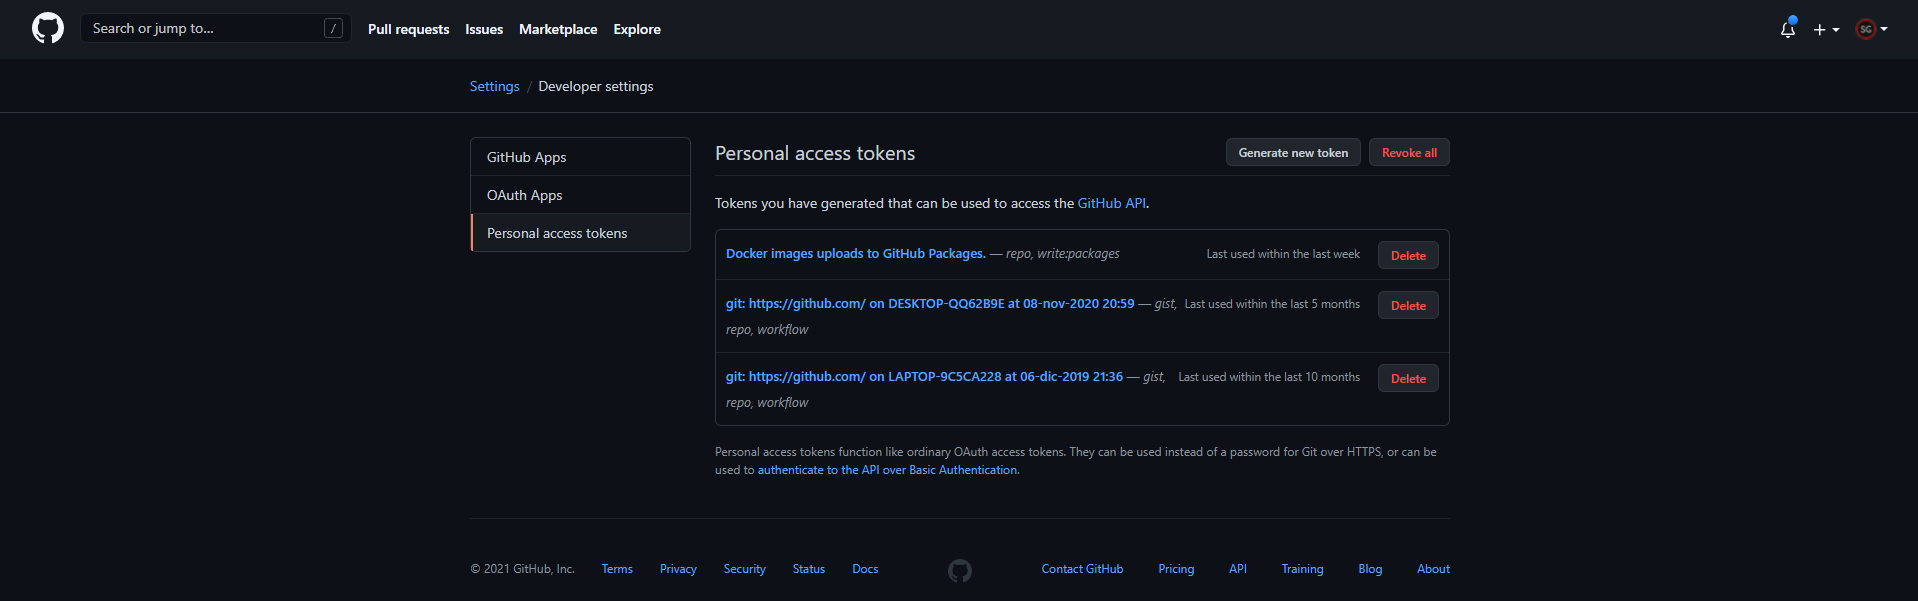 Search or jump to... /
Pull requests Issues Marketplace Explore
SG
Settings / Developer settings
GitHub Apps
OAuth Apps
Personal access tokens
Personal access tokens
Generate new token Revoke all
Tokens you have generated that can be used to access the GitHub API.
Docker images uploads to GitHub Packages. — repo, write:packages Last used within the last week Delete
git: https://github.com/ on DESKTOP-QQ62B9E at 08-nov-2020 20:59 — gist, Last used within the last 5 months Delete
repo, workflow
git: https://github.com/ on LAPTOP-9C5CA228 at 06-dic-2019 21:36 — gist, Last used within the last 10 months Delete
repo, workflow
Personal access tokens function like ordinary OAuth access tokens. They can be used instead of a password for Git over HTTPS, or can be
used to authenticate to the API over Basic Authentication.
© 2021 GitHub, Inc. Terms Privacy Security Status Docs Contact GitHub Pricing API Training Blog About